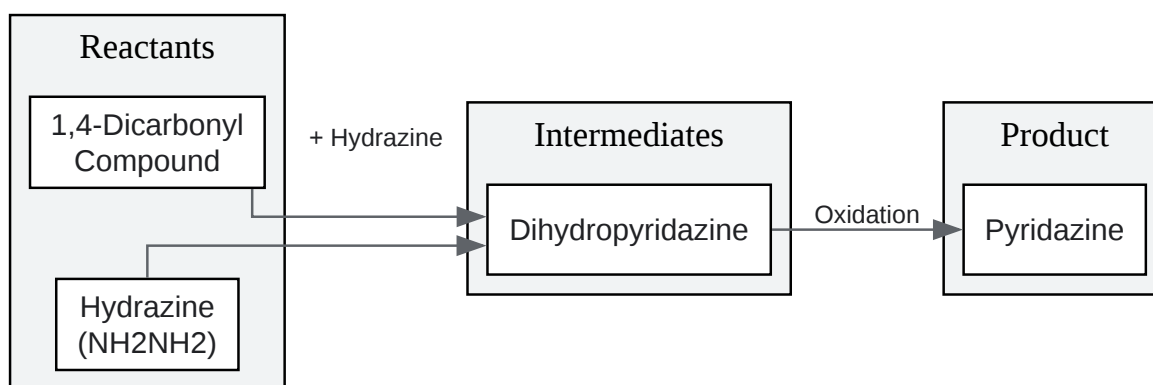 Reactants
1,4-Dicarbonyl
Compound
Hydrazine
(NH2NH2)
+ Hydrazine
Intermediates
Dihydropyridazine
Oxidation
Product
Pyridazine